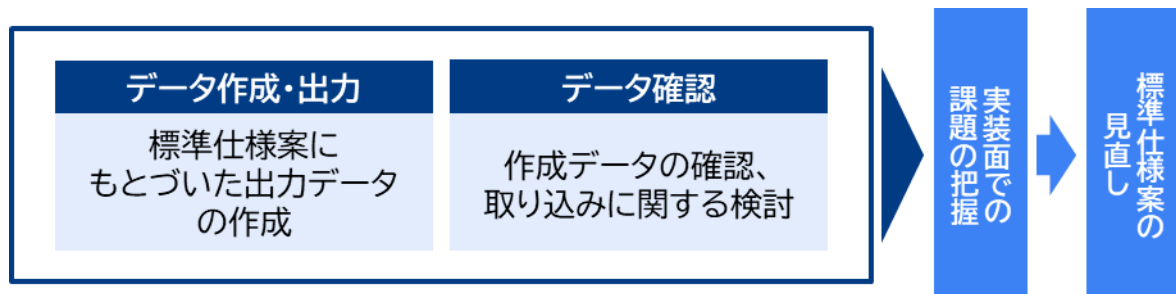 データ作成・出力
標準仕様案に
もとづいた出力データ
の作成
データ確認
作成データの確認、
取り込みに関する検討
実装面での
課題の把握
標準仕様案の
見直し